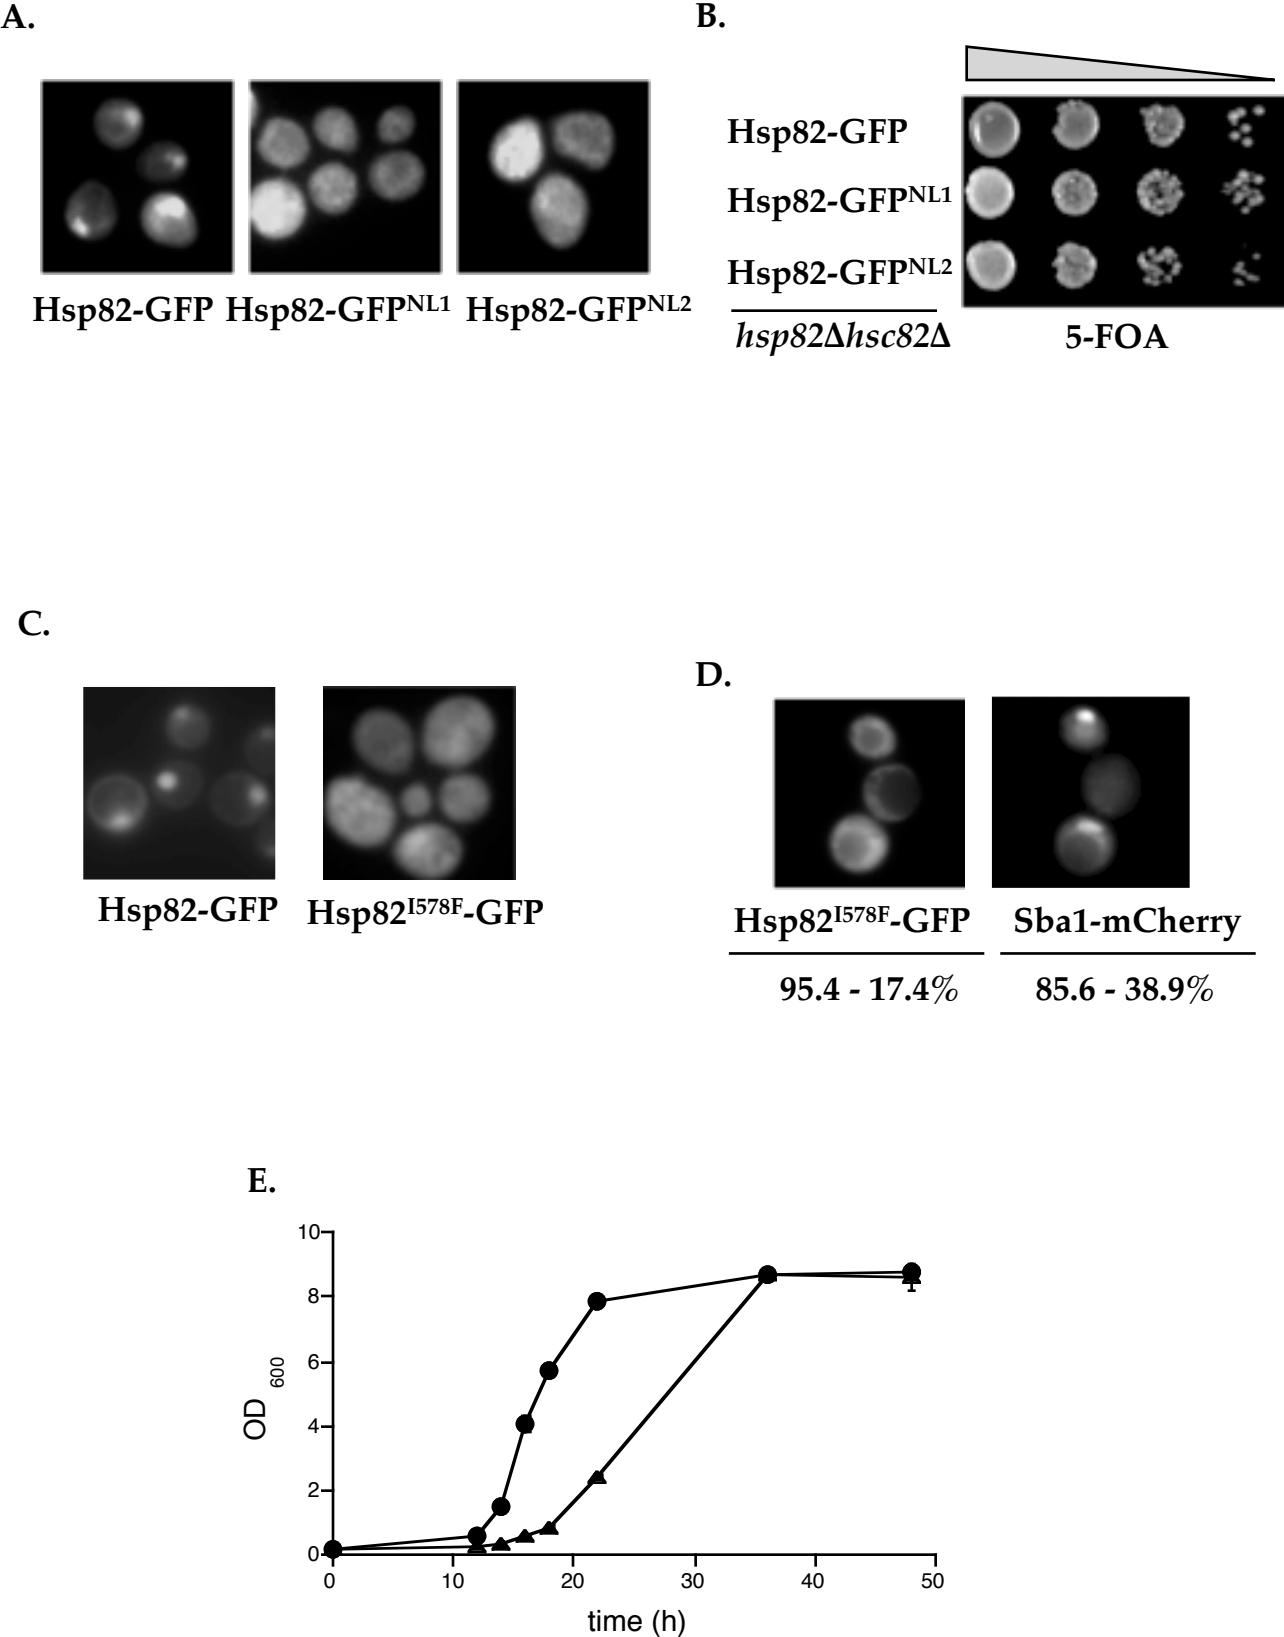 A.
B.
Hsp82-GFP
Hsp82-GFPNL1
Hsp82-GFPNL2
Hsp82-GFP
Hsp82-GFPNL1
Hsp82-GFPNL2
hsp82Δhsc82Δ
5-FOA
C.
D.
Hsp82-GFP
Hsp82I578F-GFP
Hsp82I578F-GFP
Sba1-mCherry
95.4 - 17.4%
85.6 - 38.9%
E.
10
8
6
4
2
0
OD 600
0 10 20 30 40 50
time (h)